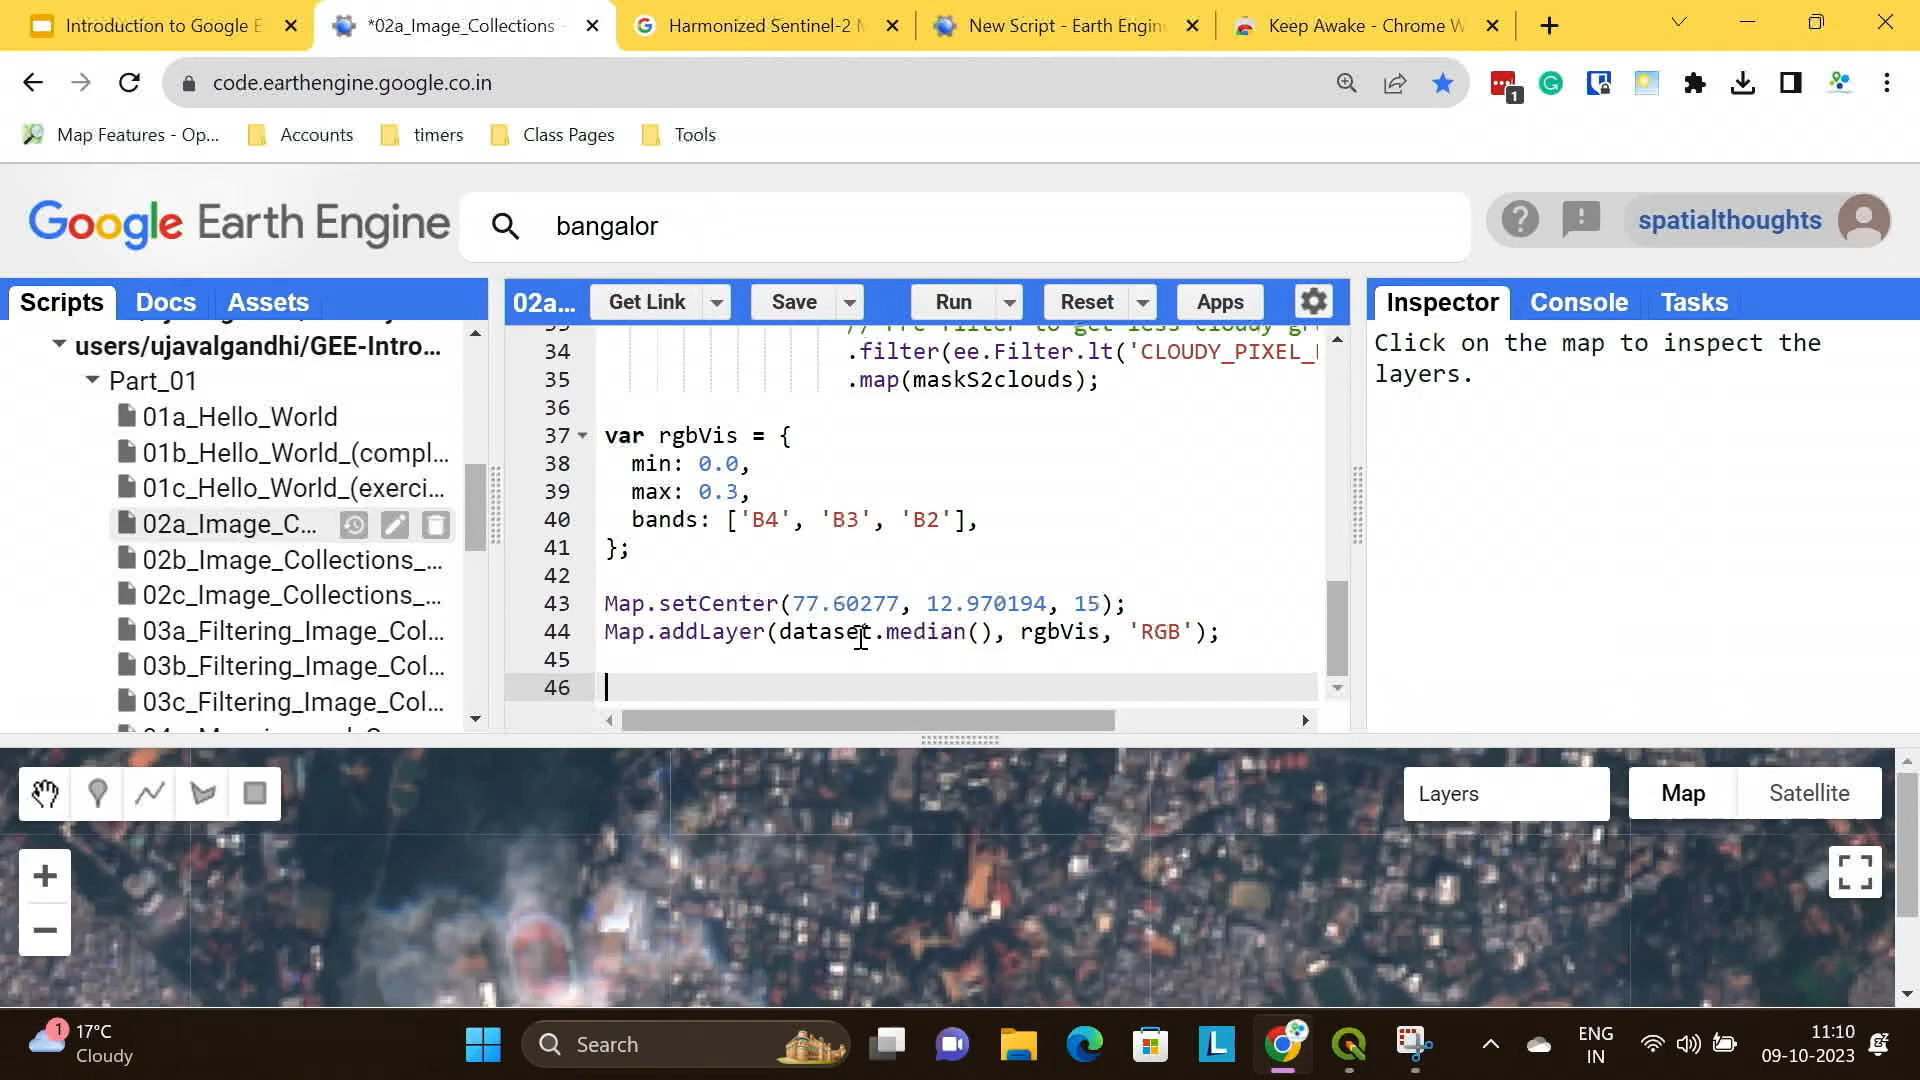 Introduction to Google E
*02a_Image_Collections -
Harmonized Sentinel-2 M
New Script - Earth Engin
Keep Awake - Chrome W
code.earthengine.google.co.in
1
Map Features - Op...
Accounts
timers
Class Pages
Tools
Google Earth Engine
bangalor
spatialthoughts
Scripts
Docs
Assets
02a...
Get Link
Save
Run
Reset
Apps
Inspector
Console
Tasks
users/ujavalgandhi/GEE-Intro...
Part_01
01a_Hello_World
01b_Hello_World_(compl...
01c_Hello_World_(exerci...
02a_Image_C...
02b_Image_Collections_...
02c_Image_Collections_...
03a_Filtering_Image_Col...
03b_Filtering_Image_Col...
03c_Filtering_Image_Col...
34 .filter(ee.Filter.lt('CLOUDY_PIXEL_
35 .map(maskS2clouds);
36
37 var rgbVis = {
38 min: 0.0,
39 max: 0.3,
40 bands: ['B4', 'B3', 'B2'],
41 };
42
43 Map.setCenter(77.60277, 12.970194, 15);
44 Map.addLayer(dataset.median(), rgbVis, 'RGB');
45
46
Click on the map to inspect the
layers.
Layers
Map
Satellite
1
17°C
Cloudy
Search
ENG
IN
11:10
09-10-2023